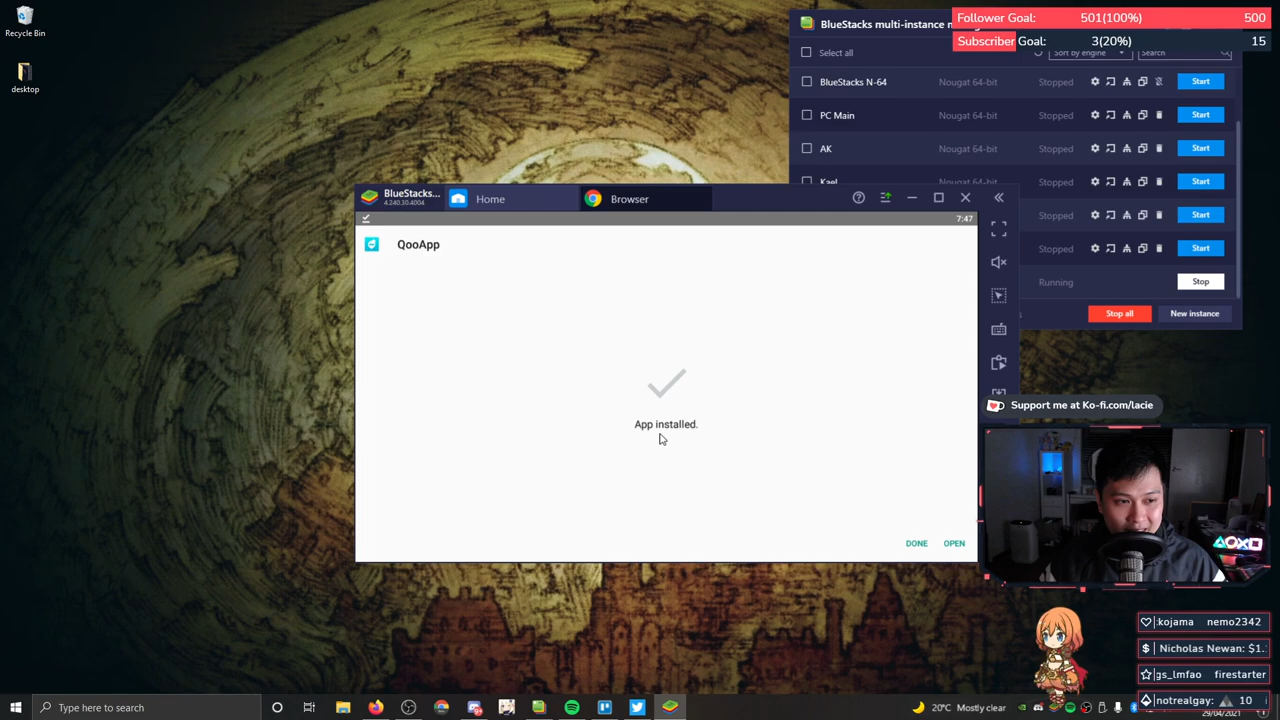 Recycle Bin
desktop
BlueStacks multi-instance m
Follower Goal: 501(100%) 500
Subscriber Goal: 3(20%) 15
Select all
Sort by engine
Search
BlueStacks N-64 Nougat 64-bit Stopped Start
PC Main Nougat 64-bit Stopped Start
AK Nougat 64-bit Stopped Start
Kael Nougat 64-bit Stopped Start
Stopped Start
Stopped Start
Running Stop
Stop all New instance
BlueStacks...
4.240.30.4004
Home
Browser
7:47
QooApp
App installed.
DONE OPEN
Support me at Ko-fi.com/lacie
:kojama nemo2342
Nicholas Newan: $1.
gs_lmfao firestarter
notrealgay: 10
Type here to search
20°C Mostly clear
29/04/2021